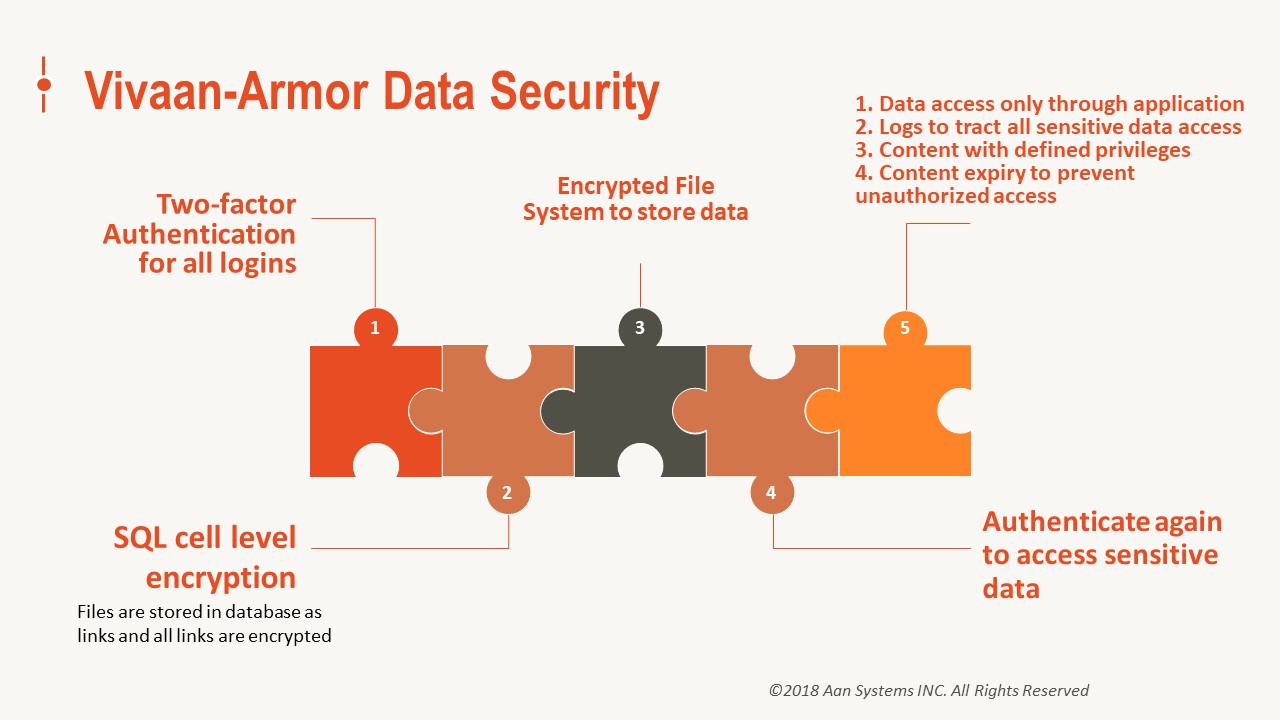 Vivaan-Armor Data Security
1. Data access only through application
2. Logs to tract all sensitive data access
3. Content with defined privileges
4. Content expiry to prevent
unauthorized access
Encrypted File
System to store data
Two-factor
Authentication
for all logins
1
3
5
2
4
SQL cell level
encryption
Files are stored in database as
links and all links are encrypted
Authenticate again
to access sensitive
data
©2018 Aan Systems INC. All Rights Reserved